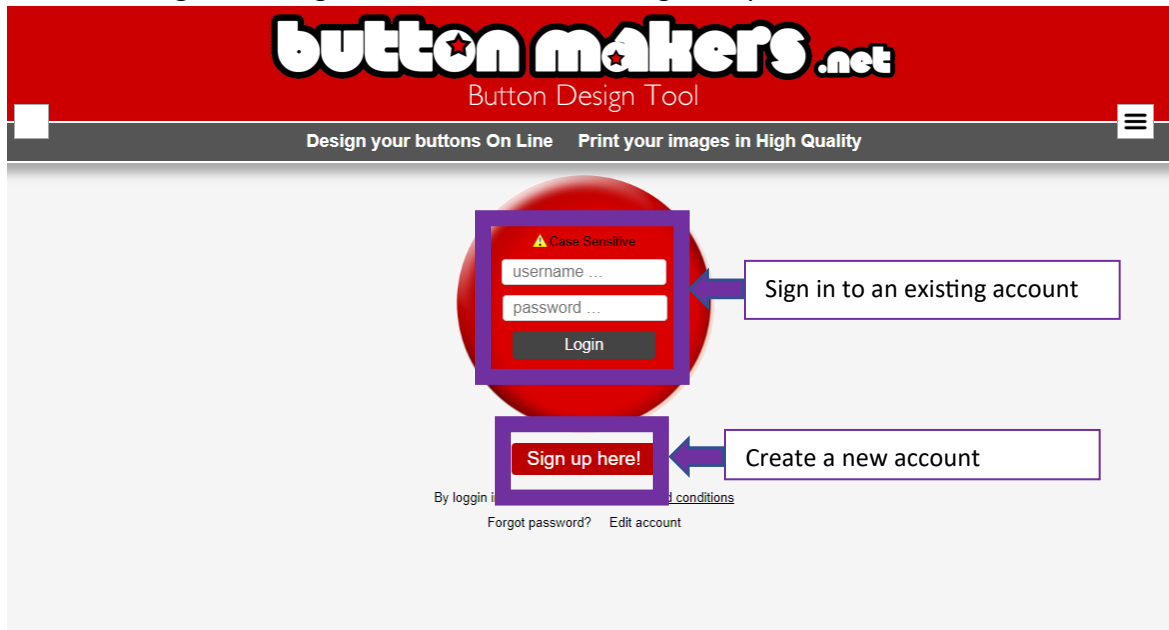 button makers.net
Button Design Tool
Design your buttons On Line Print your images in High Quality
Case Sensitive
username ...
Sign in to an existing account
password ...
Login
Sign up here!
Create a new account
By loggin i
d conditions
Forgot password? Edit account